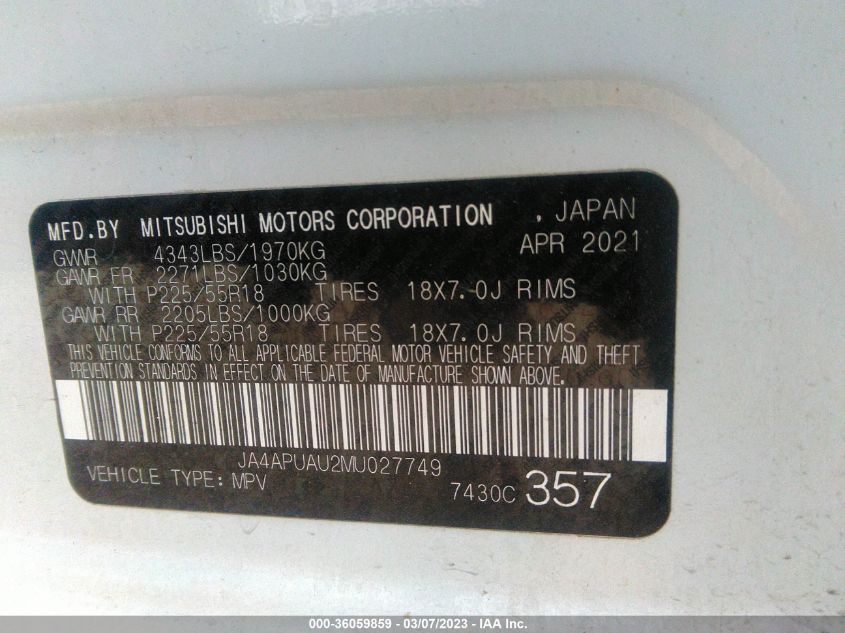 MFD.BY MITSUBISHI MOTORS CORPORATION , JAPAN
GVWR 4343LBS/1970KG APR 2021
GAWR FR 2271LBS/1030KG
WITH P225/55R18 TIRES 18X7.0J RIMS
GAWR RR 2205LBS/1000KG
WITH P225/55R18 TIRES 18X7.0J RIMS
THIS VEHICLE CONFORMS TO ALL APPLICABLE FEDERAL MOTOR VEHICLE SAFETY AND THEFT
PREVENTION STANDARDS IN EFFECT ON THE DATE OF MANUFACTURE SHOWN ABOVE.
JA4APUAU2MU027749
VEHICLE TYPE: MPV 7430C 357
000-36059859 - 03/07/2023 - IAA Inc.